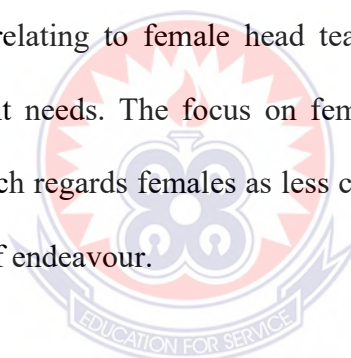 relating to female head tea
t needs. The focus on fem
ch regards females as less c
f endeavour.
EDUCATION FOR SERVICE